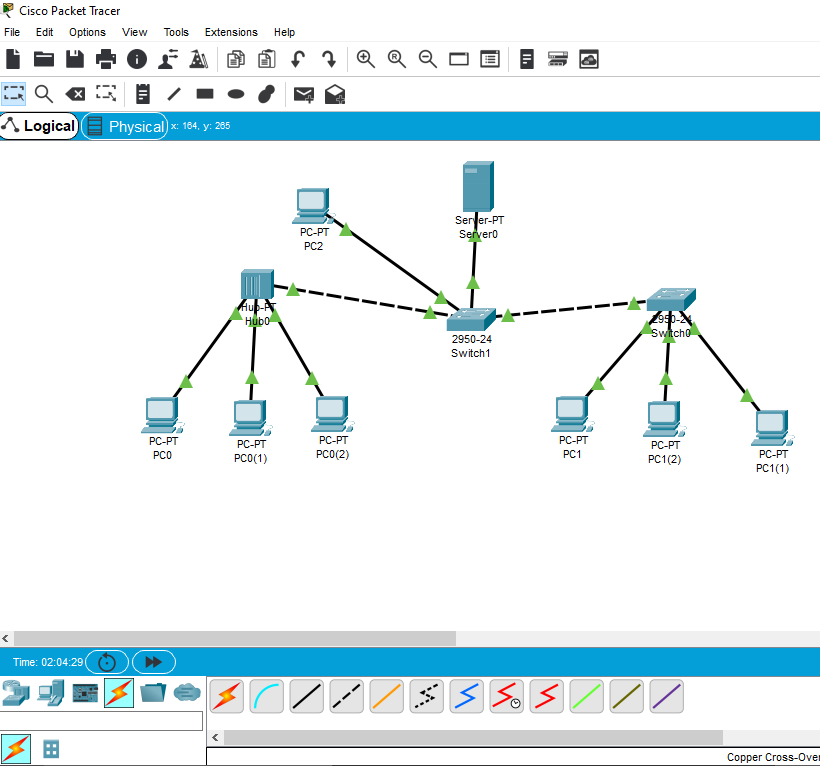 Cisco Packet Tracer
File Edit Options View Tools Extensions Help
Logical Physical x: 164, y: 265
Server-PT
Server0
PC-PT
PC2
Hub-PT
Hub0
2950-24
Switch0
2950-24
Switch1
PC-PT
PC0
PC-PT
PC0(1)
PC-PT
PC0(2)
PC-PT
PC1
PC-PT
PC1(2)
PC-PT
PC1(1)
Time: 02:04:29
Copper Cross-Over